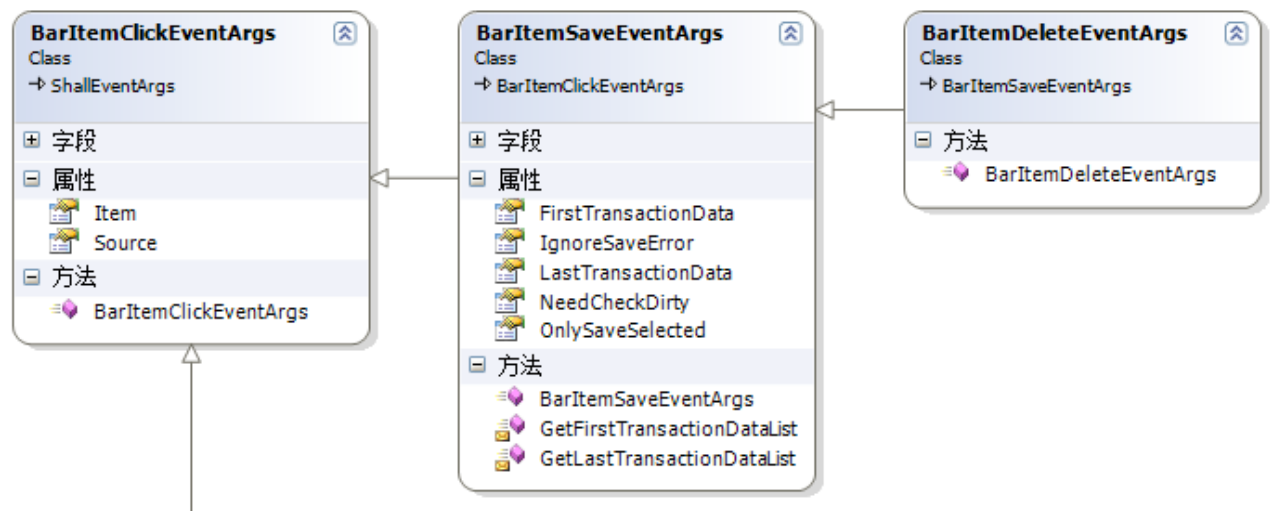 BarItemClickEventArgs
Class
ShallEventArgs
字段
属性
Item
Source
方法
BarItemClickEventArgs
BarItemSaveEventArgs
Class
BarItemClickEventArgs
字段
属性
FirstTransactionData
IgnoreSaveError
LastTransactionData
NeedCheckDirty
OnlySaveSelected
方法
BarItemSaveEventArgs
GetFirstTransactionDataList
GetLastTransactionDataList
BarItemDeleteEventArgs
Class
BarItemSaveEventArgs
方法
BarItemDeleteEventArgs